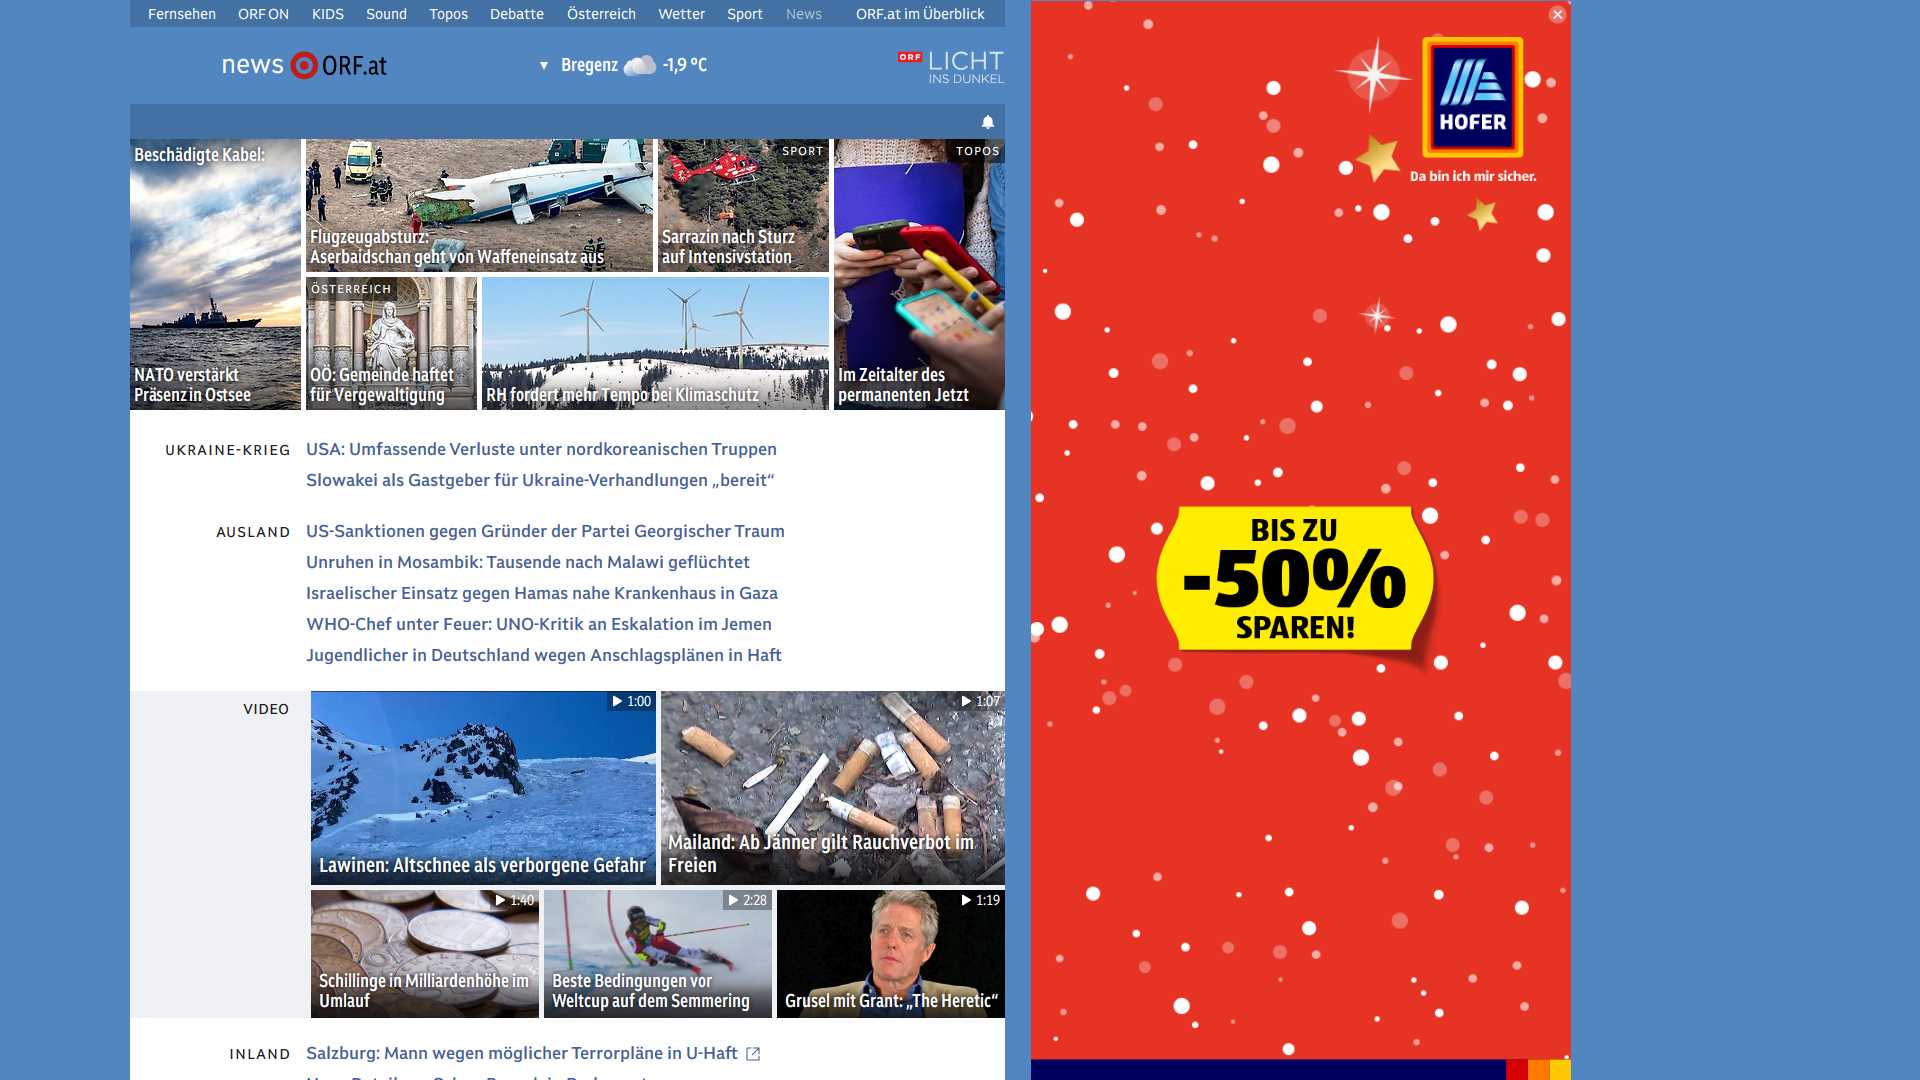 Fernsehen ORF ON KIDS Sound Topos Debatte Österreich Wetter Sport News ORF.at im Überblick
news ORF.at
Bregenz -1,9 °C
ORF LICHT
INS DUNKEL
Beschädigte Kabel:
NATO verstärkt
Präsenz in Ostsee
Flugzeugabsturz:
Aserbaidschan geht von Waffeneinsatz aus
SPORT
Sarrazin nach Sturz
auf Intensivstation
TOPOS
Im Zeitalter des
permanenten Jetzt
ÖSTERREICH
OÖ: Gemeinde haftet
für Vergewaltigung
RH fordert mehr Tempo bei Klimaschutz
UKRAINE-KRIEG
USA: Umfassende Verluste unter nordkoreanischen Truppen
Slowakei als Gastgeber für Ukraine-Verhandlungen „bereit“
AUSLAND
US-Sanktionen gegen Gründer der Partei Georgischer Traum
Unruhen in Mosambik: Tausende nach Malawi geflüchtet
Israelischer Einsatz gegen Hamas nahe Krankenhaus in Gaza
WHO-Chef unter Feuer: UNO-Kritik an Eskalation im Jemen
Jugendlicher in Deutschland wegen Anschlagsplänen in Haft
VIDEO
1:00
Lawinen: Altschnee als verborgene Gefahr
1:07
Mailand: Ab Jänner gilt Rauchverbot im
Freien
1:40
Schillinge in Milliardenhöhe im
Umlauf
2:28
Beste Bedingungen vor
Weltcup auf dem Semmering
1:19
Grusel mit Grant: „The Heretic“
INLAND
Salzburg: Mann wegen möglicher Terrorpläne in U-Haft
HOFER
Da bin ich mir sicher.
BIS ZU
-50%
SPAREN!